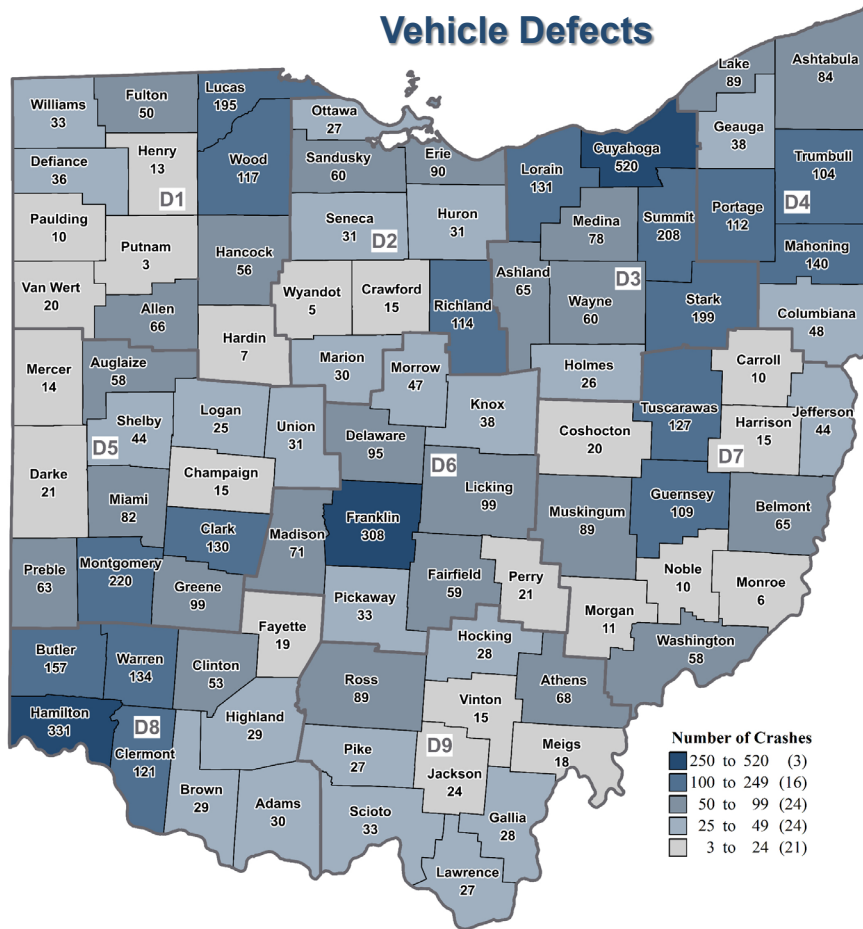 Vehicle Defects
Williams
33
Fulton
50
Lucas
195
Ottawa
27
Lake
89
Ashtabula
84
Geauga
38
Cuyahoga
520
Defiance
36
Henry
13
D1
Wood
117
Sandusky
60
Erie
90
Lorain
131
Trumbull
104
D4
Paulding
10
Putnam
3
Hancock
56
Seneca
31
D2
Huron
31
Medina
78
Summit
208
Portage
112
Mahoning
140
Van Wert
20
Allen
66
Wyandot
5
Crawford
15
Richland
114
Ashland
65
Wayne
60
D3
Stark
199
Columbiana
48
Mercer
14
Auglaize
58
Hardin
7
Marion
30
Morrow
47
Holmes
26
Carroll
10
Tuscarawas
127
Harrison
15
Jefferson
44
D7
Shelby
44
D5
Logan
25
Union
31
Delaware
95
Knox
38
D6
Coshocton
20
Darke
21
Miami
82
Champaign
15
Clark
130
Madison
71
Franklin
308
Licking
99
Muskingum
89
Guernsey
109
Belmont
65
Preble
63
Montgomery
220
Greene
99
Pickaway
33
Fairfield
59
Perry
21
Morgan
11
Noble
10
Monroe
6
Washington
58
Butler
157
Warren
134
Clinton
53
Fayette
19
Ross
89
Hocking
28
Vinton
15
Athens
68
Hamilton
331
D8
Clermont
121
Highland
29
Pike
27
D9
Jackson
24
Meigs
18
Brown
29
Adams
30
Scioto
33
Gallia
28
Lawrence
27
Number of Crashes
250 to 520 (3)
100 to 249 (16)
50 to 99 (24)
25 to 49 (24)
3 to 24 (21)